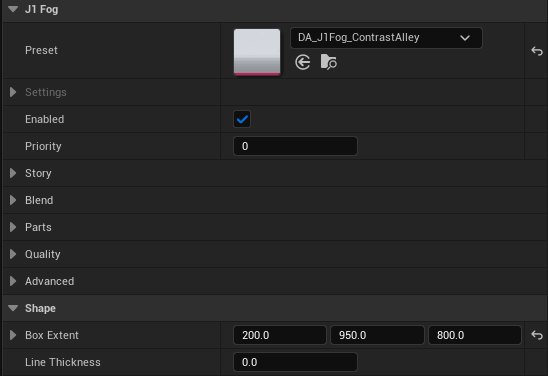 J1 Fog
Preset
DA_J1Fog_ContrastAlley
Settings
Enabled
Priority
0
Story
Blend
Parts
Quality
Advanced
Shape
Box Extent
200.0
950.0
800.0
Line Thickness
0.0